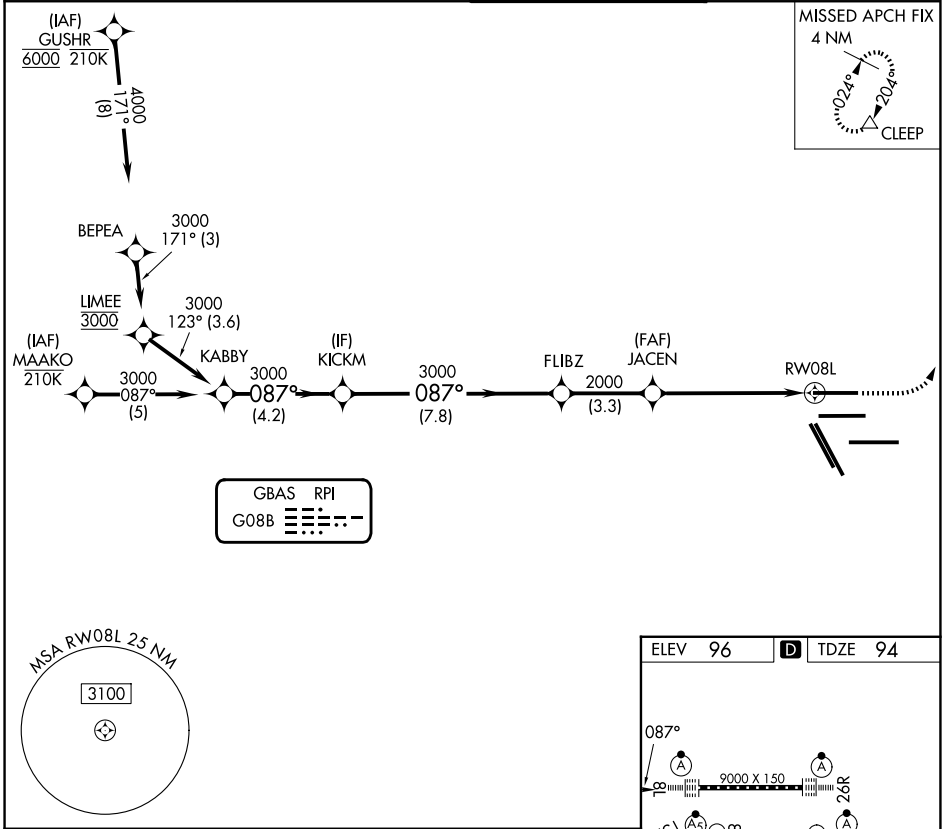 (IAF)
GUSHR
6000 210K
4000
171°
(8)
BEPEA
3000
171° (3)
LIMEE
3000
3000
123° (3.6)
(IAF)
MAAKO
210K
3000
087°
(5)
KABBY
3000
087°
(4.2)
(IF)
KICKM
3000
087°
(7.8)
FLIBZ
2000
(3.3)
(FAF)
JACEN
RW08L
MISSED APCH FIX
4 NM
024°
204°
CLEEP
GBAS RPI
G08B
MSA RW08L 25 NM
3100
ELEV 96
D
TDZE 94
087°
A
A
8L
9000 X 150
26R
A5
A